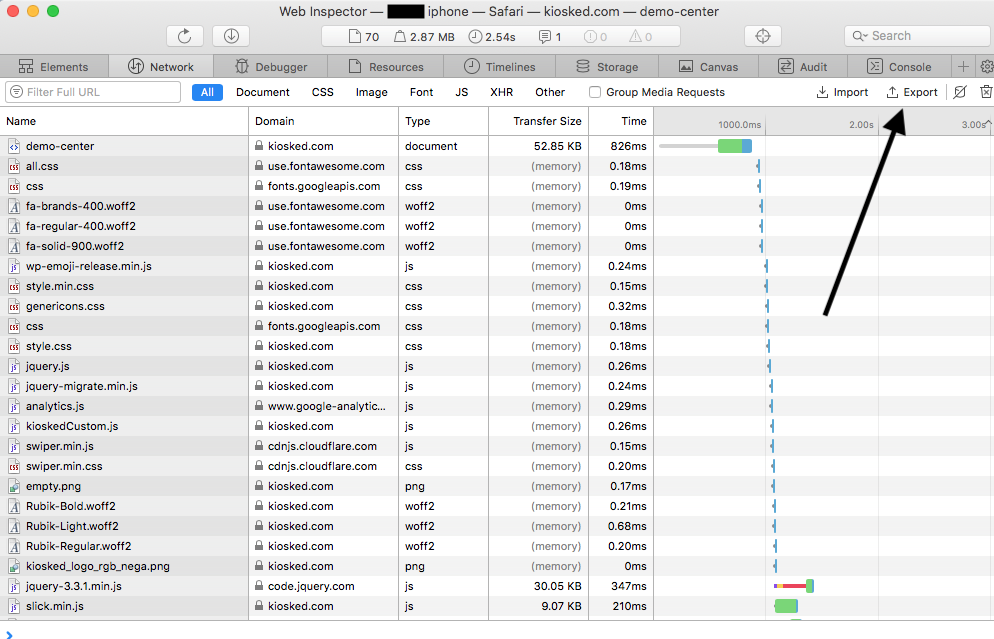 Web Inspector — iphone — Safari — kiosked.com — demo-center
70 2.87 MB 2.54s 1 0 0 Search
Elements Network Debugger Resources Timelines Storage Canvas Audit Console
Filter Full URL All Document CSS Image Font JS XHR Other Group Media Requests Import Export
Name Domain Type Transfer Size Time 1000.0ms 2.00s 3.00s
demo-center kiosked.com document 52.85 KB 826ms
all.css use.fontawesome.com css (memory) 0.18ms
css fonts.googleapis.com css (memory) 0.19ms
fa-brands-400.woff2 use.fontawesome.com woff2 (memory) 0ms
fa-regular-400.woff2 use.fontawesome.com woff2 (memory) 0ms
fa-solid-900.woff2 use.fontawesome.com woff2 (memory) 0ms
wp-emoji-release.min.js kiosked.com js (memory) 0.24ms
style.min.css kiosked.com css (memory) 0.15ms
genericons.css kiosked.com css (memory) 0.32ms
css fonts.googleapis.com css (memory) 0.18ms
style.css kiosked.com css (memory) 0.18ms
jquery.js kiosked.com js (memory) 0.26ms
jquery-migrate.min.js kiosked.com js (memory) 0.24ms
analytics.js www.google-analytic... js (memory) 0.29ms
kioskedCustom.js kiosked.com js (memory) 0.26ms
swiper.min.js cdnjs.cloudflare.com js (memory) 0.15ms
swiper.min.css cdnjs.cloudflare.com css (memory) 0.20ms
empty.png kiosked.com png (memory) 0.17ms
Rubik-Bold.woff2 kiosked.com woff2 (memory) 0.21ms
Rubik-Light.woff2 kiosked.com woff2 (memory) 0.68ms
Rubik-Regular.woff2 kiosked.com woff2 (memory) 0.20ms
kiosked_logo_rgb_nega.png kiosked.com png (memory) 0ms
jquery-3.3.1.min.js code.jquery.com js 30.05 KB 347ms
slick.min.js kiosked.com js 9.07 KB 210ms